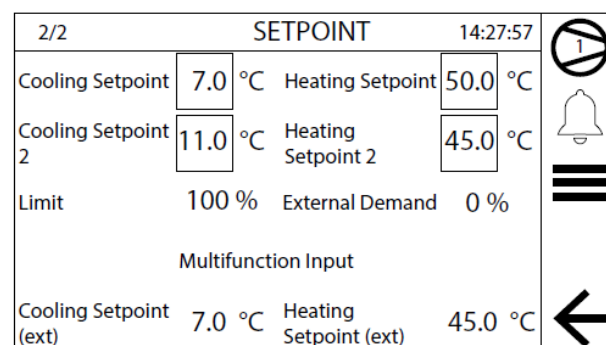 2/2 SETPOINT 14:27:57
1
Cooling Setpoint 7.0 °C Heating Setpoint 50.0 °C
Cooling Setpoint 2 11.0 °C Heating Setpoint 2 45.0 °C
Limit 100 % External Demand 0 %
Multifunction Input
Cooling Setpoint (ext) 7.0 °C Heating Setpoint (ext) 45.0 °C